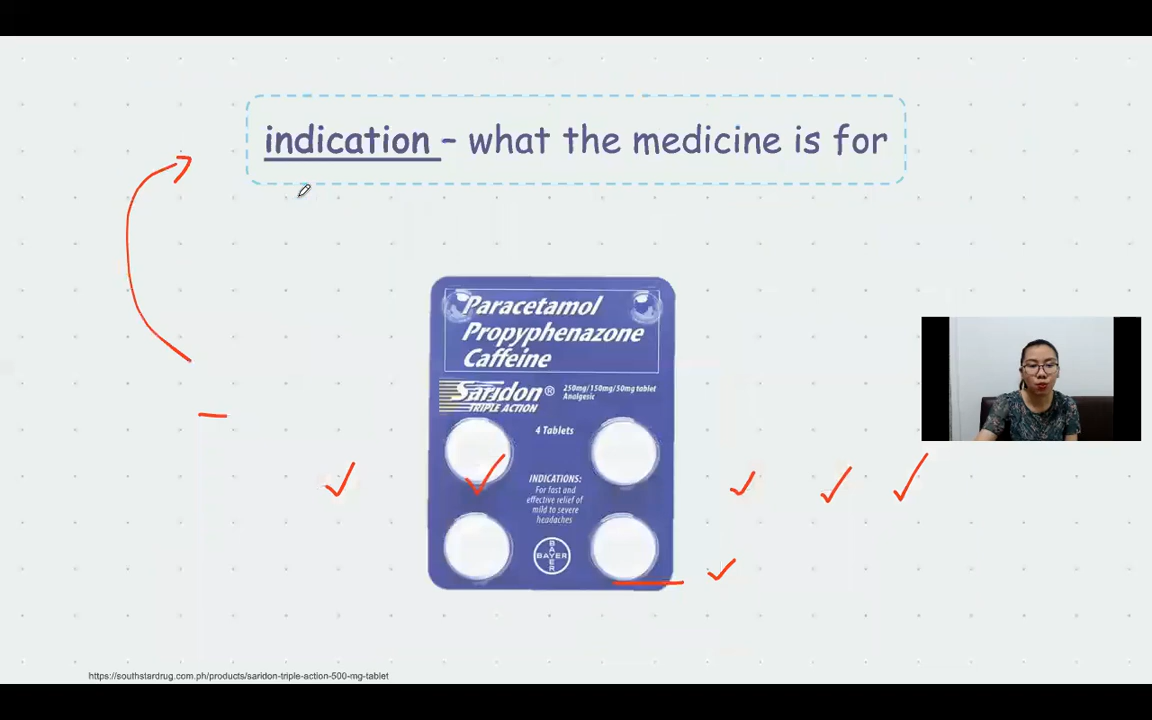 indication - what the medicine is for
Paracetamol
Propyphenazone
Caffeine
Saridon®
TRIPLE ACTION
250mg/150mg/50mg tablet
Analgesic
4 Tablets
INDICATIONS:
For fast and
effective relief of
mild to severe
headaches
BAYER
BAYER
https://southstardrug.com.ph/products/saridon-triple-action-500-mg-tablet